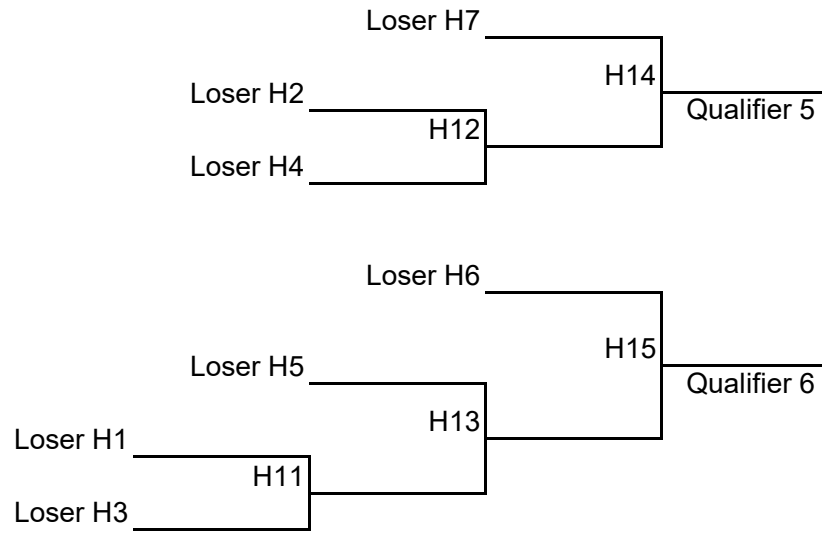 Loser H7
H14
Loser H2
Qualifier 5
H12
Loser H4
Loser H6
H15
Loser H5
Qualifier 6
H13
Loser H1
H11
Loser H3